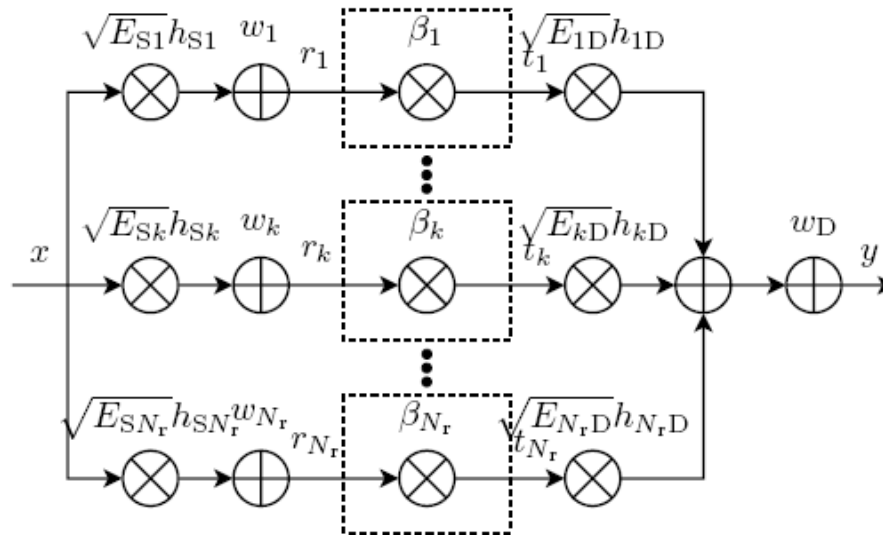 √E_S1 h_S1 w_1 r_1 β_1 t_1 √E_1D h_1D
x √E_Sk h_Sk w_k r_k β_k t_k √E_kD h_kD w_D y
√E_SN_r h_SN_r w_N_r r_N_r β_N_r t_N_r √E_N_rD h_N_rD